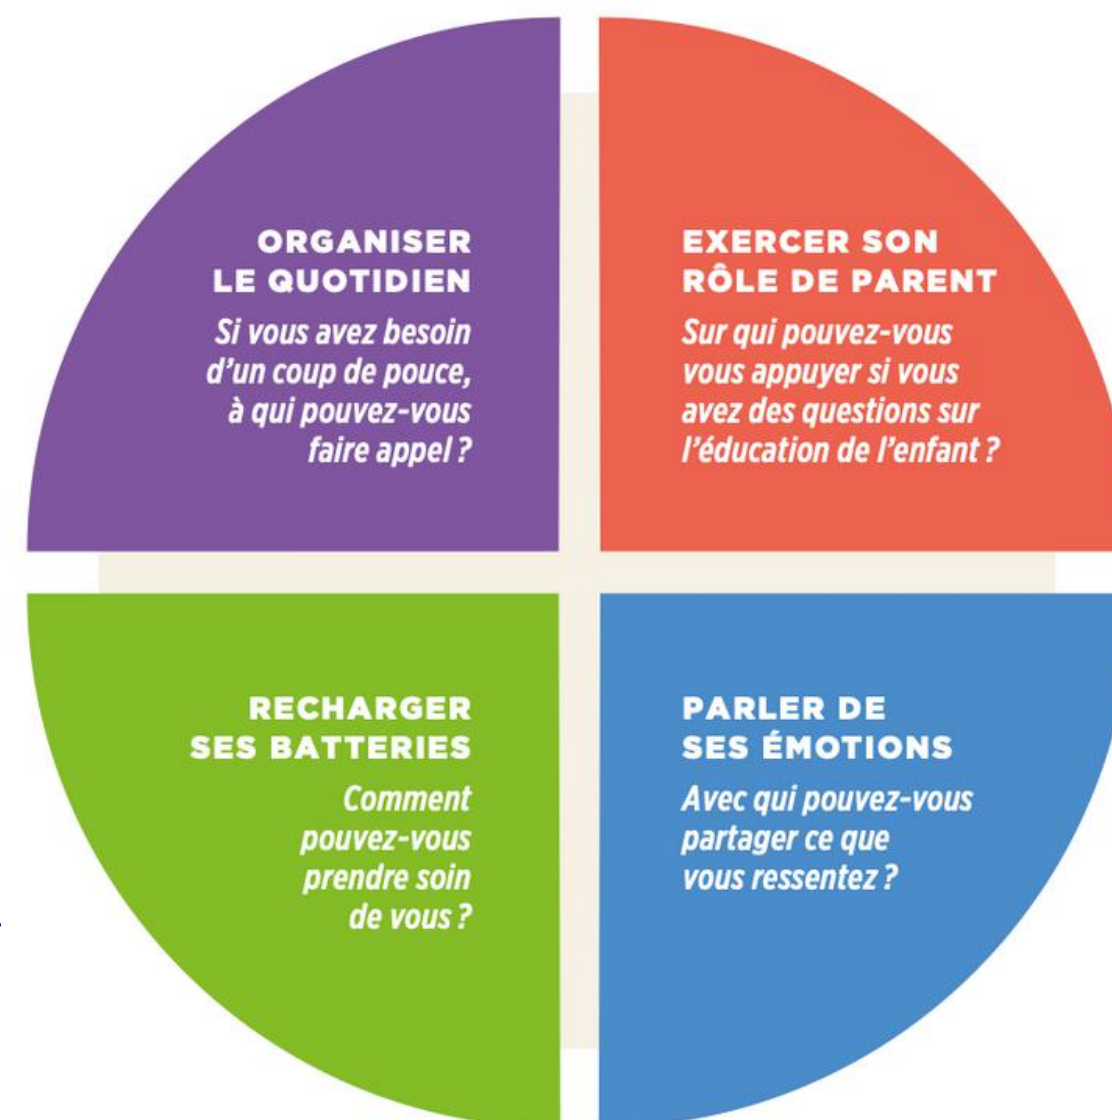 ORGANISER
LE QUOTIDIEN
Si vous avez besoin
d'un coup de pouce,
à qui pouvez-vous
faire appel ?
EXERCER SON
RÔLE DE PARENT
Sur qui pouvez-vous
vous appuyer si vous
avez des questions sur
l'éducation de l'enfant ?
RECHARGER
SES BATTERIES
Comment
pouvez-vous
prendre soin
de vous ?
PARLER DE
SES ÉMOTIONS
Avec qui pouvez-vous
partager ce que
vous ressentez ?